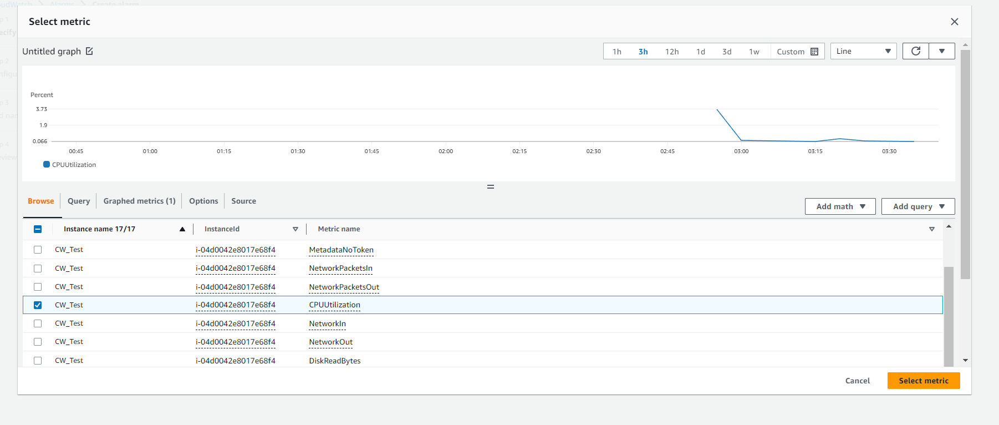 CloudWatch > Alarms > Create alarm
Select metric
Untitled graph
1h 3h 12h 1d 3d 1w Custom
Line
Percent
3.73
1.9
0.066
00:45 01:00 01:15 01:30 01:45 02:00 02:15 02:30 02:45 03:00 03:15 03:30
CPUUtilization
Browse Query Graphed metrics (1) Options Source
Add math Add query
Instance name 17/17 InstanceId Metric name
CW_Test i-04d0042e8017e68f4 MetadataNoToken
CW_Test i-04d0042e8017e68f4 NetworkPacketsIn
CW_Test i-04d0042e8017e68f4 NetworkPacketsOut
CW_Test i-04d0042e8017e68f4 CPUUtilization
CW_Test i-04d0042e8017e68f4 NetworkIn
CW_Test i-04d0042e8017e68f4 NetworkOut
CW_Test i-04d0042e8017e68f4 DiskReadBytes
Cancel Select metric